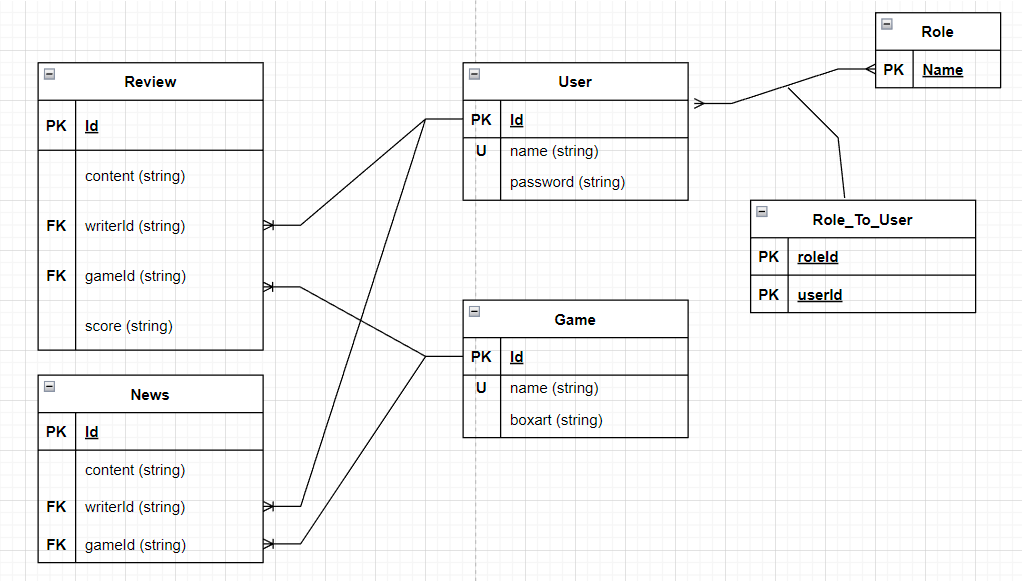 Review
PK Id
content (string)
FK writerId (string)
FK gameId (string)
score (string)
News
PK Id
content (string)
FK writerId (string)
FK gameId (string)
User
PK Id
U name (string)
password (string)
Game
PK Id
U name (string)
boxart (string)
Role
PK Name
Role_To_User
PK roleId
PK userId